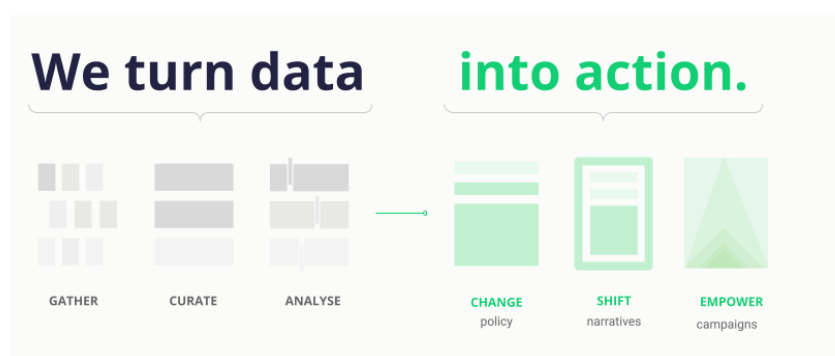 We turn data into action.
GATHER CURATE ANALYSE CHANGE SHIFT EMPOWER
policy narratives campaigns